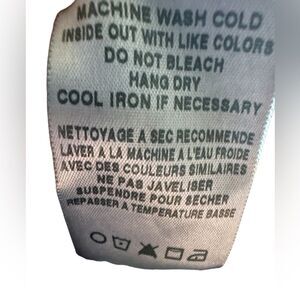 MACHINE WASH COLD
INSIDE OUT WITH LIKE COLORS
DO NOT BLEACH
HANG DRY
COOL IRON IF NECESSARY
NETTOYAGE A SEC RECOMMENDE
LAVER A LA MACHINE A L'EAU FROIDE
AVEC DES COULEURS SIMILAIRES
NE PAS JAVELISER
SUSPENDRE POUR SECHER
REPASSER A TEMPERATURE BASSE